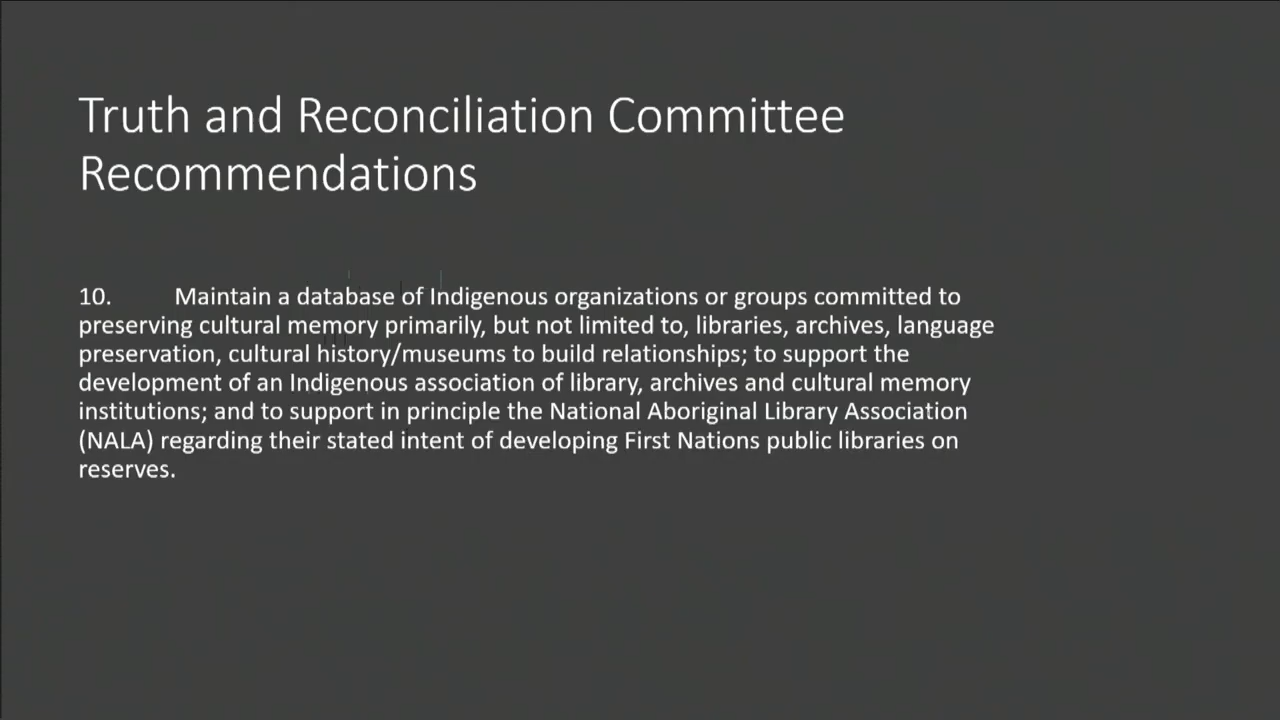 Truth and Reconciliation Committee
Recommendations
10. Maintain a database of Indigenous organizations or groups committed to
preserving cultural memory primarily, but not limited to, libraries, archives, language
preservation, cultural history/museums to build relationships; to support the
development of an Indigenous association of library, archives and cultural memory
institutions; and to support in principle the National Aboriginal Library Association
(NALA) regarding their stated intent of developing First Nations public libraries on
reserves.